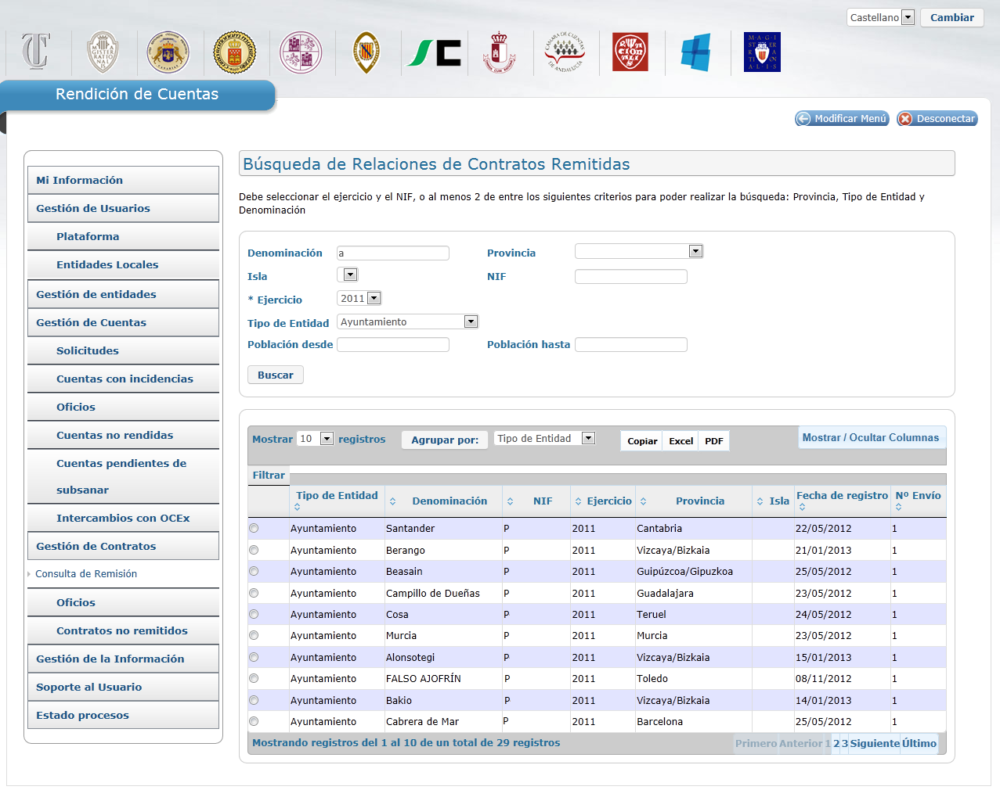 Castellano Cambiar
Rendición de Cuentas
Modificar Menú Desconectar
Mi Información
Gestión de Usuarios
Plataforma
Entidades Locales
Gestión de entidades
Gestión de Cuentas
Solicitudes
Cuentas con incidencias
Oficios
Cuentas no rendidas
Cuentas pendientes de
subsanar
Intercambios con OCEx
Gestión de Contratos
Consulta de Remisión
Oficios
Contratos no remitidos
Gestión de la Información
Soporte al Usuario
Estado procesos
Búsqueda de Relaciones de Contratos Remitidas
Debe seleccionar el ejercicio y el NIF, o al menos 2 de entre los siguientes criterios para poder realizar la búsqueda: Provincia, Tipo de Entidad y
Denominación
Denominación a Provincia
Isla NIF
* Ejercicio 2011
Tipo de Entidad Ayuntamiento
Población desde Población hasta
Buscar
Mostrar 10 registros Agrupar por: Tipo de Entidad Copiar Excel PDF Mostrar / Ocultar Columnas
Filtrar
Tipo de Entidad Denominación NIF Ejercicio Provincia Isla Fecha de registro Nº Envío
Ayuntamiento Santander P 2011 Cantabria 22/05/2012 1
Ayuntamiento Berango P 2011 Vizcaya/Bizkaia 21/01/2013 1
Ayuntamiento Beasain P 2011 Guipúzcoa/Gipuzkoa 25/05/2012 1
Ayuntamiento Campillo de Dueñas P 2011 Guadalajara 23/05/2012 1
Ayuntamiento Cosa P 2011 Teruel 24/05/2012 1
Ayuntamiento Murcia P 2011 Murcia 23/05/2012 1
Ayuntamiento Alonsotegi P 2011 Vizcaya/Bizkaia 15/01/2013 1
Ayuntamiento FALSO AJOFRÍN P 2011 Toledo 08/11/2012 1
Ayuntamiento Bakio P 2011 Vizcaya/Bizkaia 14/01/2013 1
Ayuntamiento Cabrera de Mar P 2011 Barcelona 25/05/2012 1
Mostrando registros del 1 al 10 de un total de 29 registros Primero Anterior 1 2 3 Siguiente Último